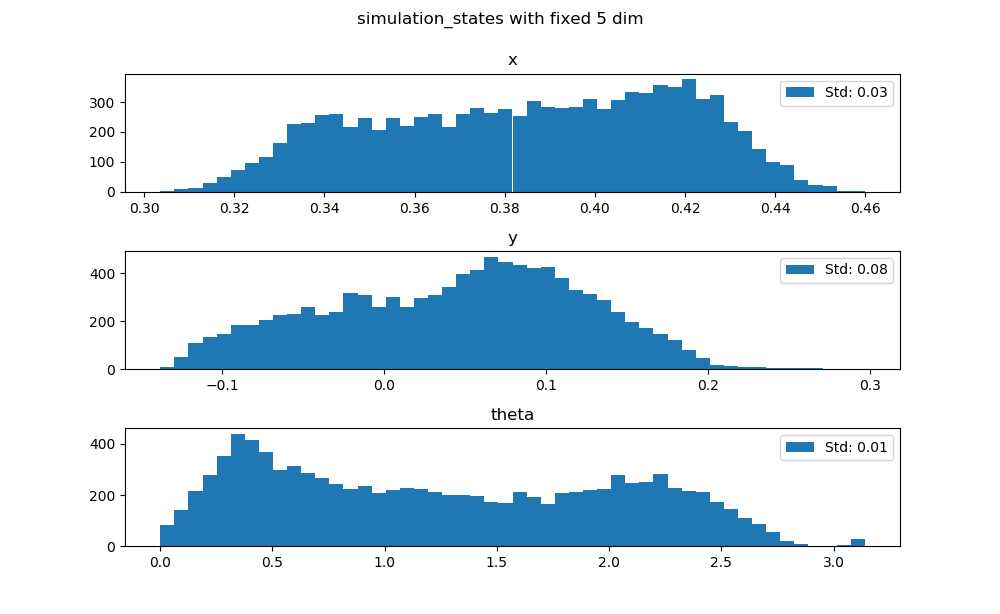 simulation_states with fixed 5 dim
x
300
200
100
0
Std: 0.03
0.30 0.32 0.34 0.36 0.38 0.40 0.42 0.44 0.46
y
400
200
0
Std: 0.08
−0.1 0.0 0.1 0.2 0.3
theta
400
200
0
Std: 0.01
0.0 0.5 1.0 1.5 2.0 2.5 3.0